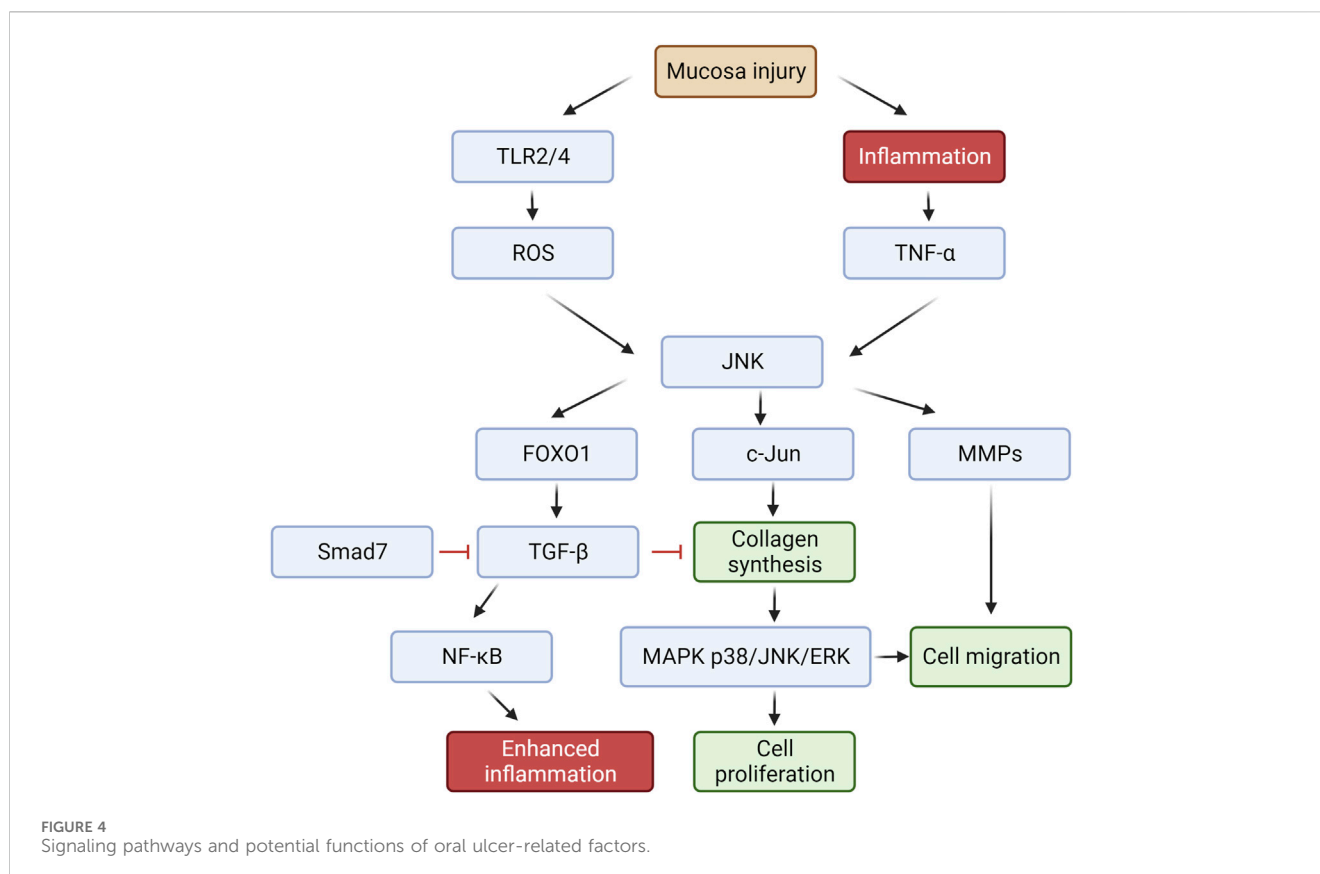 Mucosa injury
TLR2/4
Inflammation
ROS
TNF-α
JNK
FOXO1
c-Jun
MMPs
Smad7
TGF-β
Collagen
synthesis
NF-κB
MAPK p38/JNK/ERK
Cell migration
Enhanced
inflammation
Cell
proliferation
FIGURE 4
Signaling pathways and potential functions of oral ulcer-related factors.